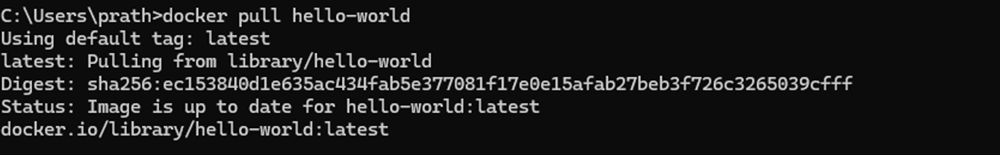 C:\Users\prath>docker pull hello-world
Using default tag: latest
latest: Pulling from library/hello-world
Digest: sha256:ec153840d1e635ac434fab5e377081f17e0e15afab27beb3f726c3265039cfff
Status: Image is up to date for hello-world:latest
docker.io/library/hello-world:latest